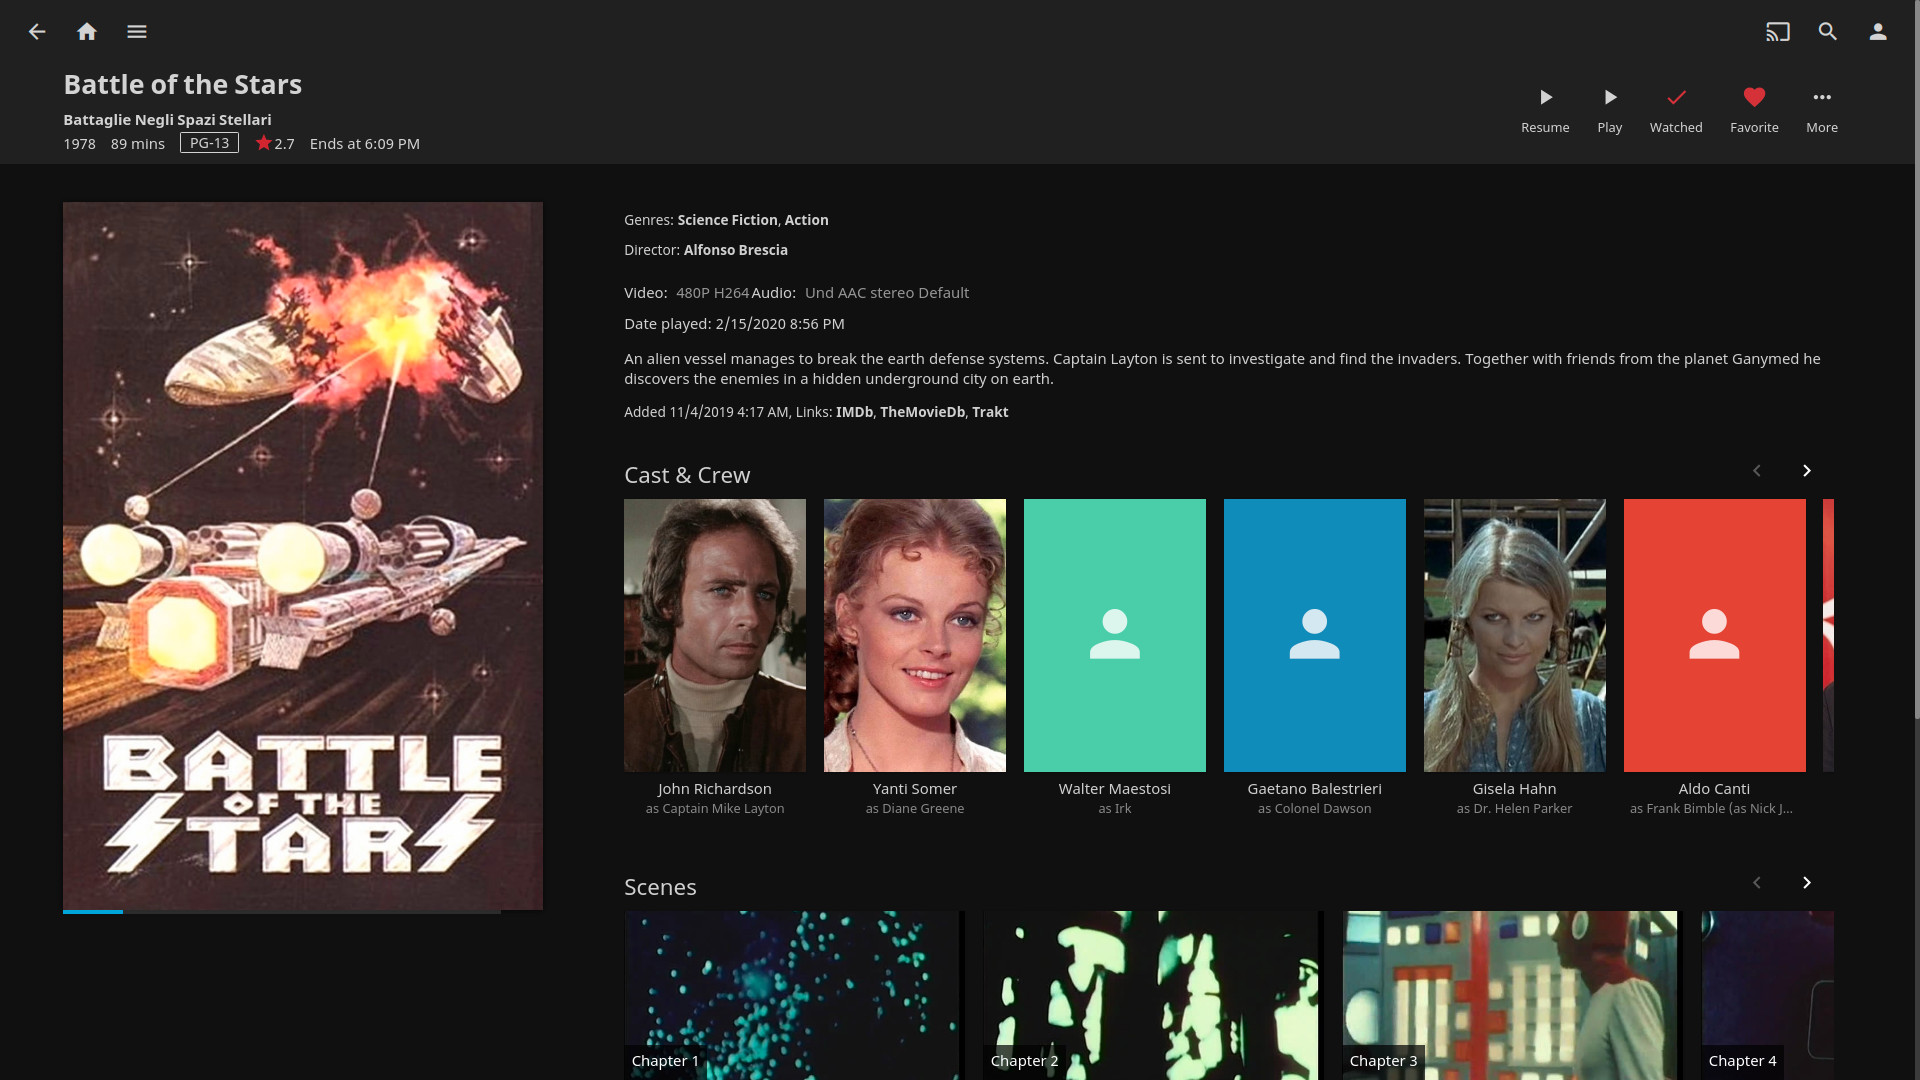 Battle of the Stars
Battaglie Negli Spazi Stellari
1978 89 mins PG-13 2.7 Ends at 6:09 PM
Resume Play Watched Favorite More
BATTLE
OF THE
STARS
Genres: Science Fiction, Action
Director: Alfonso Brescia
Video: 480P H264 Audio: Und AAC stereo Default
Date played: 2/15/2020 8:56 PM
An alien vessel manages to break the earth defense systems. Captain Layton is sent to investigate and find the invaders. Together with friends from the planet Ganymed he
discovers the enemies in a hidden underground city on earth.
Added 11/4/2019 4:17 AM, Links: IMDb, TheMovieDb, Trakt
Cast & Crew
John Richardson
as Captain Mike Layton
Yanti Somer
as Diane Greene
Walter Maestosi
as Irk
Gaetano Balestrieri
as Colonel Dawson
Gisela Hahn
as Dr. Helen Parker
Aldo Canti
as Frank Bimble (as Nick J...
Scenes
Chapter 1
Chapter 2
Chapter 3
Chapter 4